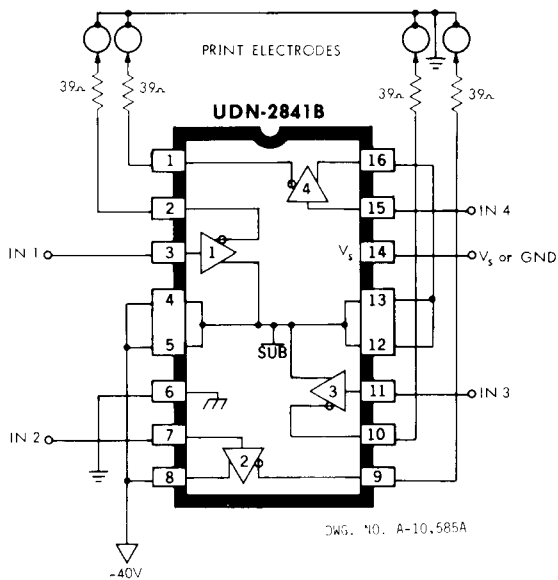 PRINT ELECTRODES
39Ω
39Ω
39Ω
39Ω
UDN-2841B
1
16
4
2
15
IN 4
IN 1
3
1
Vs
14
Vs or GND
4
13
5
SUB
12
6
3
11
IN 3
IN 2
7
10
2
8
9
DWG. NO. A-10,585A
-40V